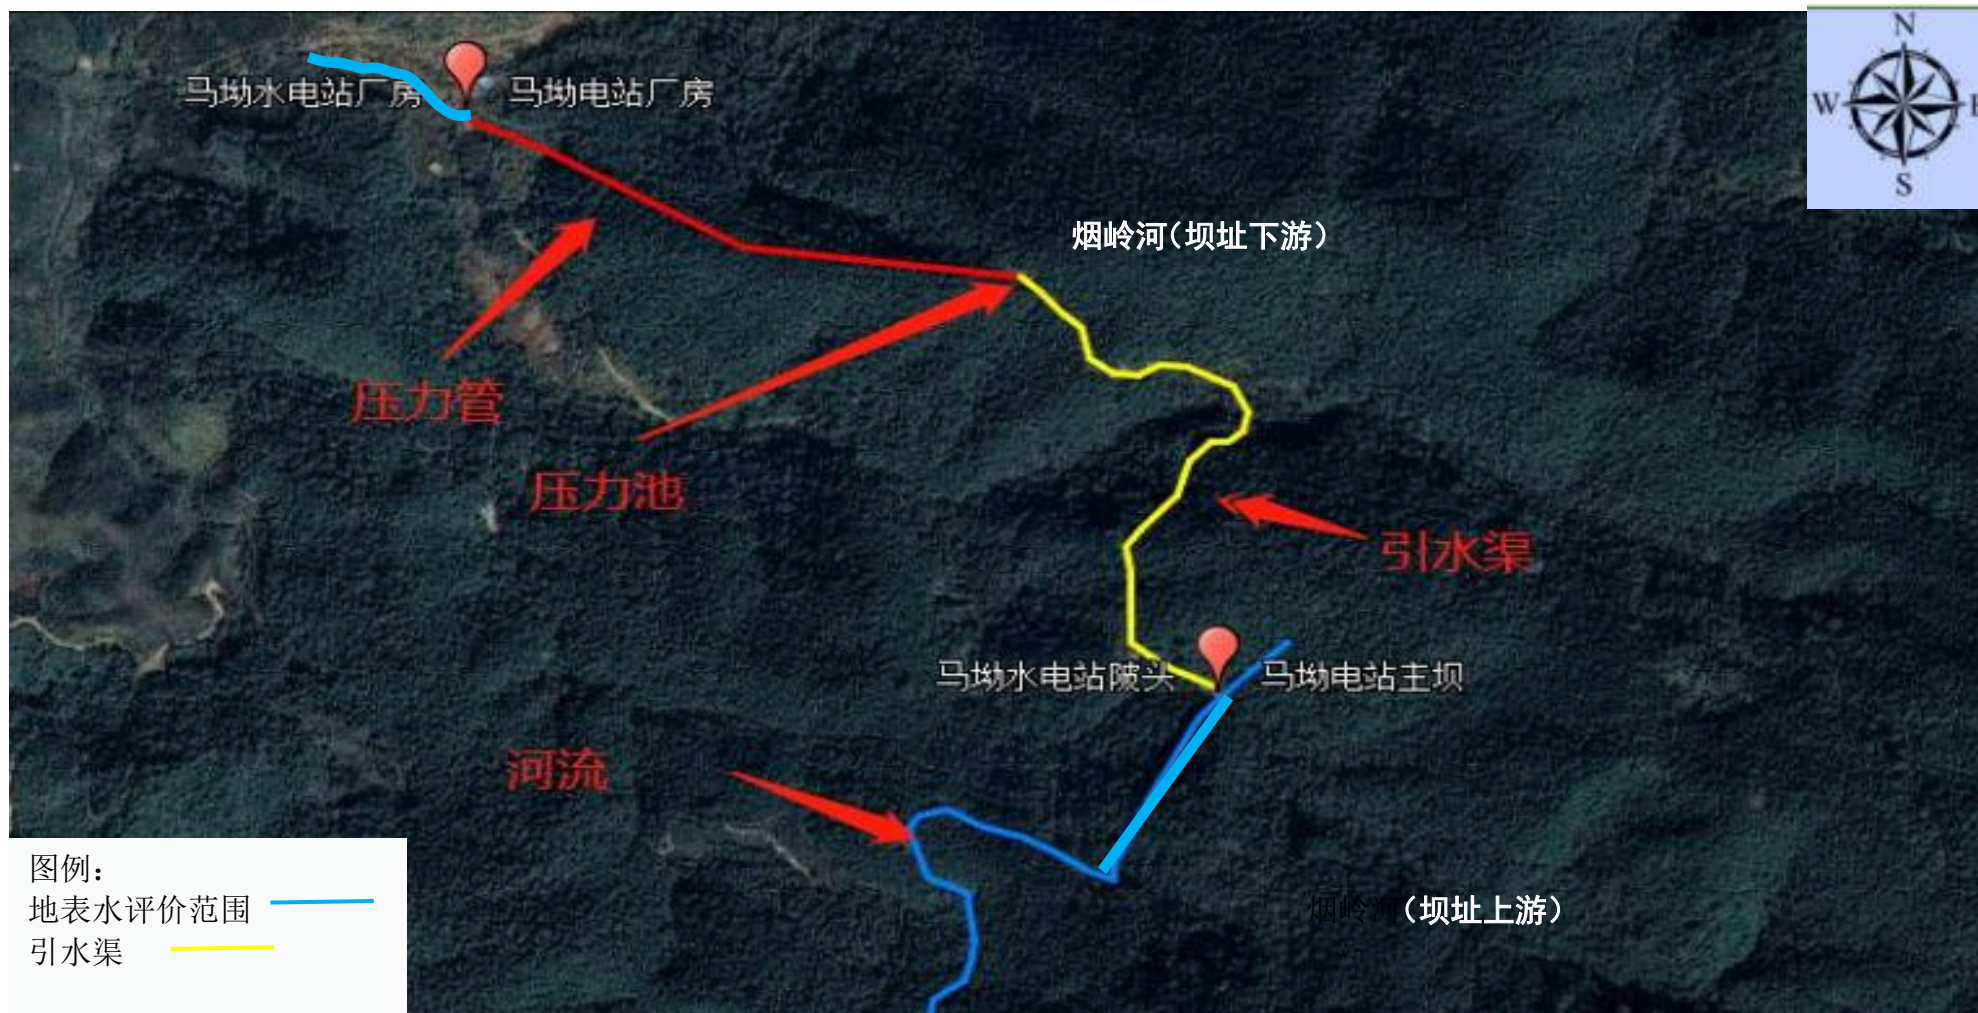 N
W
E
S
马坳水电站厂房
马坳电站厂房
烟岭河(坝址下游)
压力管
压力池
引水渠
马坳水电站陂头
马坳电站主坝
河流
烟岭河(坝址上游)
图例:
地表水评价范围
引水渠